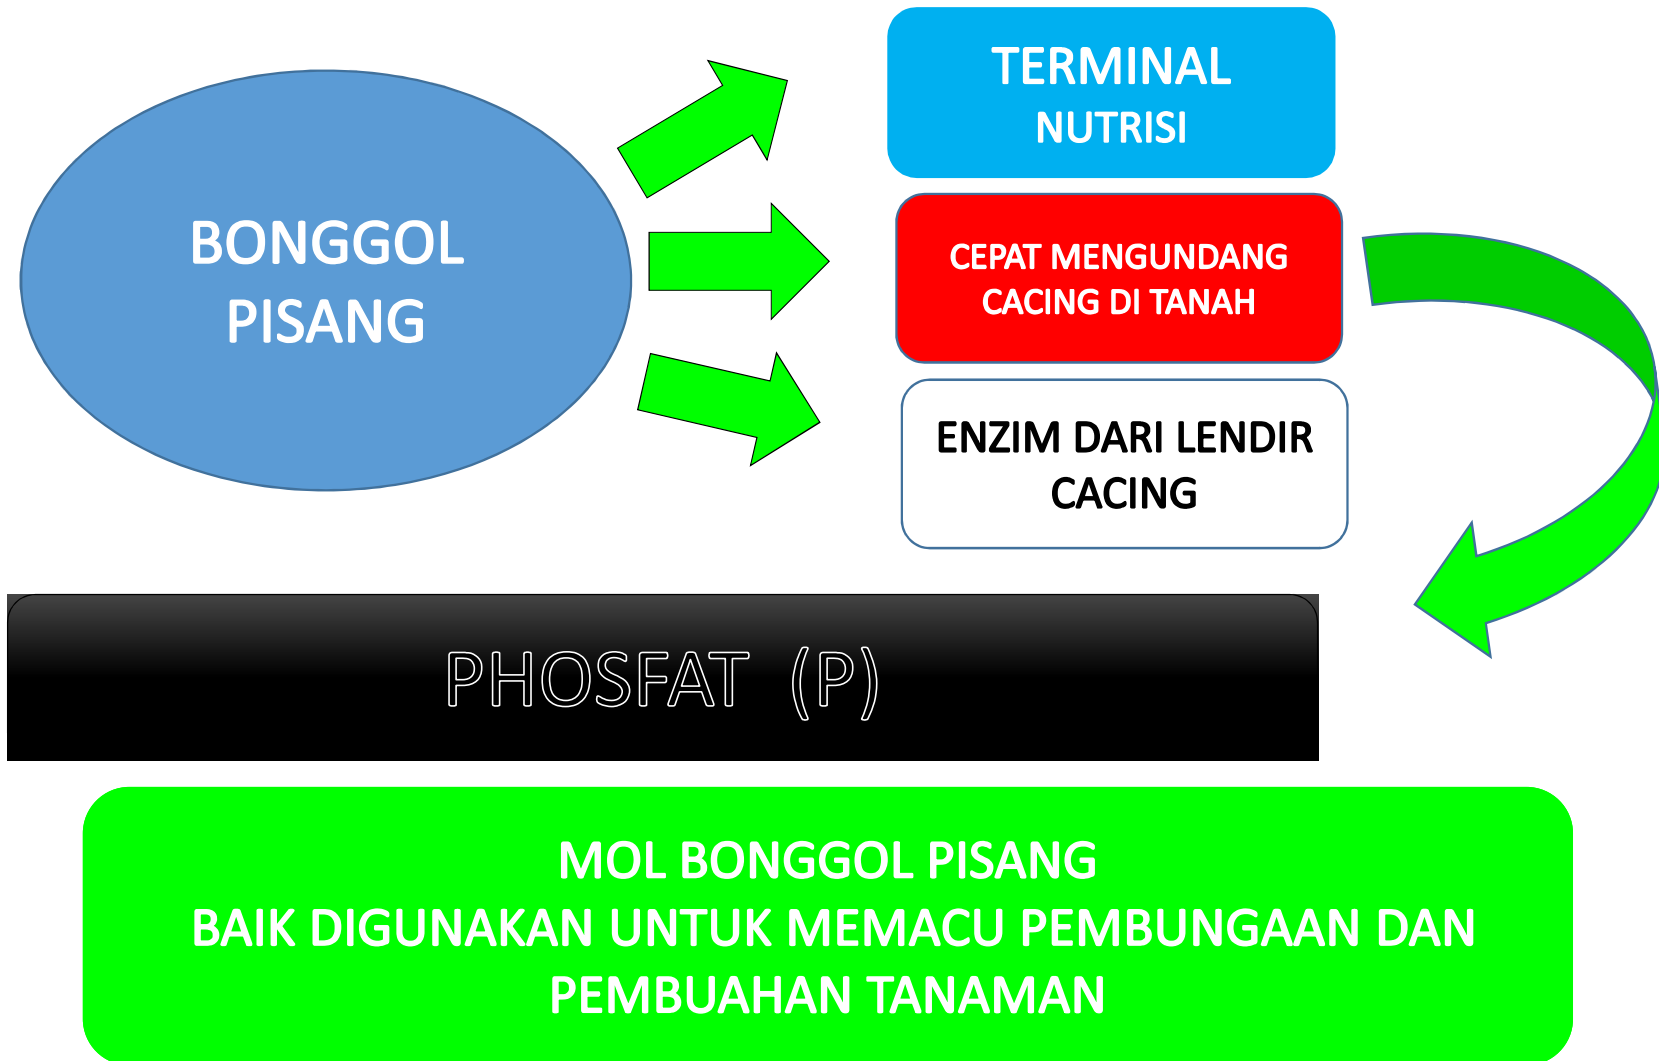 BONGGOL
PISANG
TERMINAL
NUTRISI
CEPAT MENGUNDANG
CACING DI TANAH
ENZIM DARI LENDIR
CACING
PHOSFAT (P)
MOL BONGGOL PISANG
BAIK DIGUNAKAN UNTUK MEMACU PEMBUNGAAN DAN
PEMBUAHAN TANAMAN